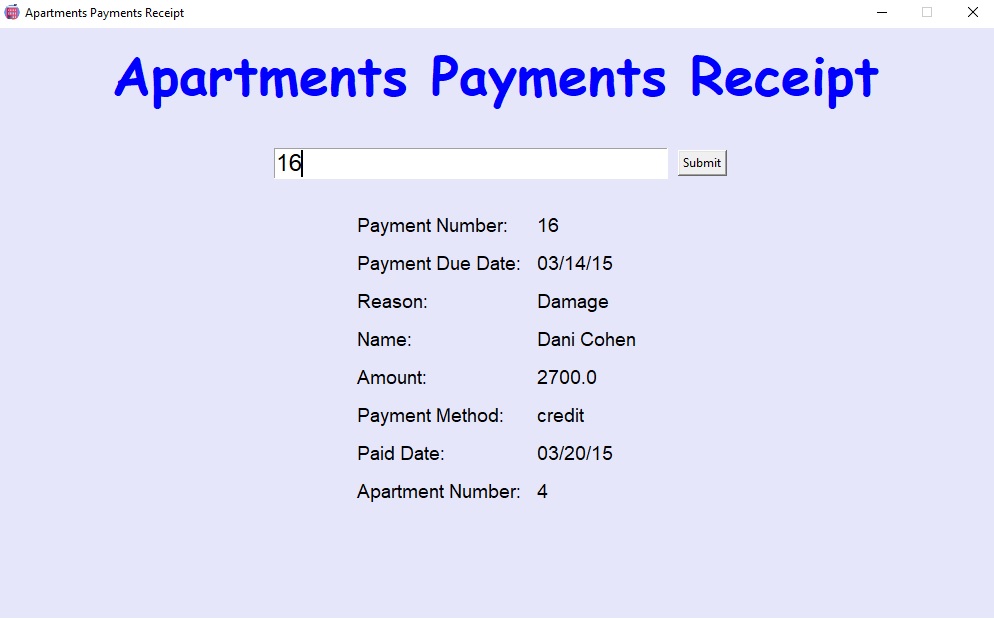 Apartments Payments Receipt
Apartments Payments Receipt
16 Submit
Payment Number: 16
Payment Due Date: 03/14/15
Reason: Damage
Name: Dani Cohen
Amount: 2700.0
Payment Method: credit
Paid Date: 03/20/15
Apartment Number: 4